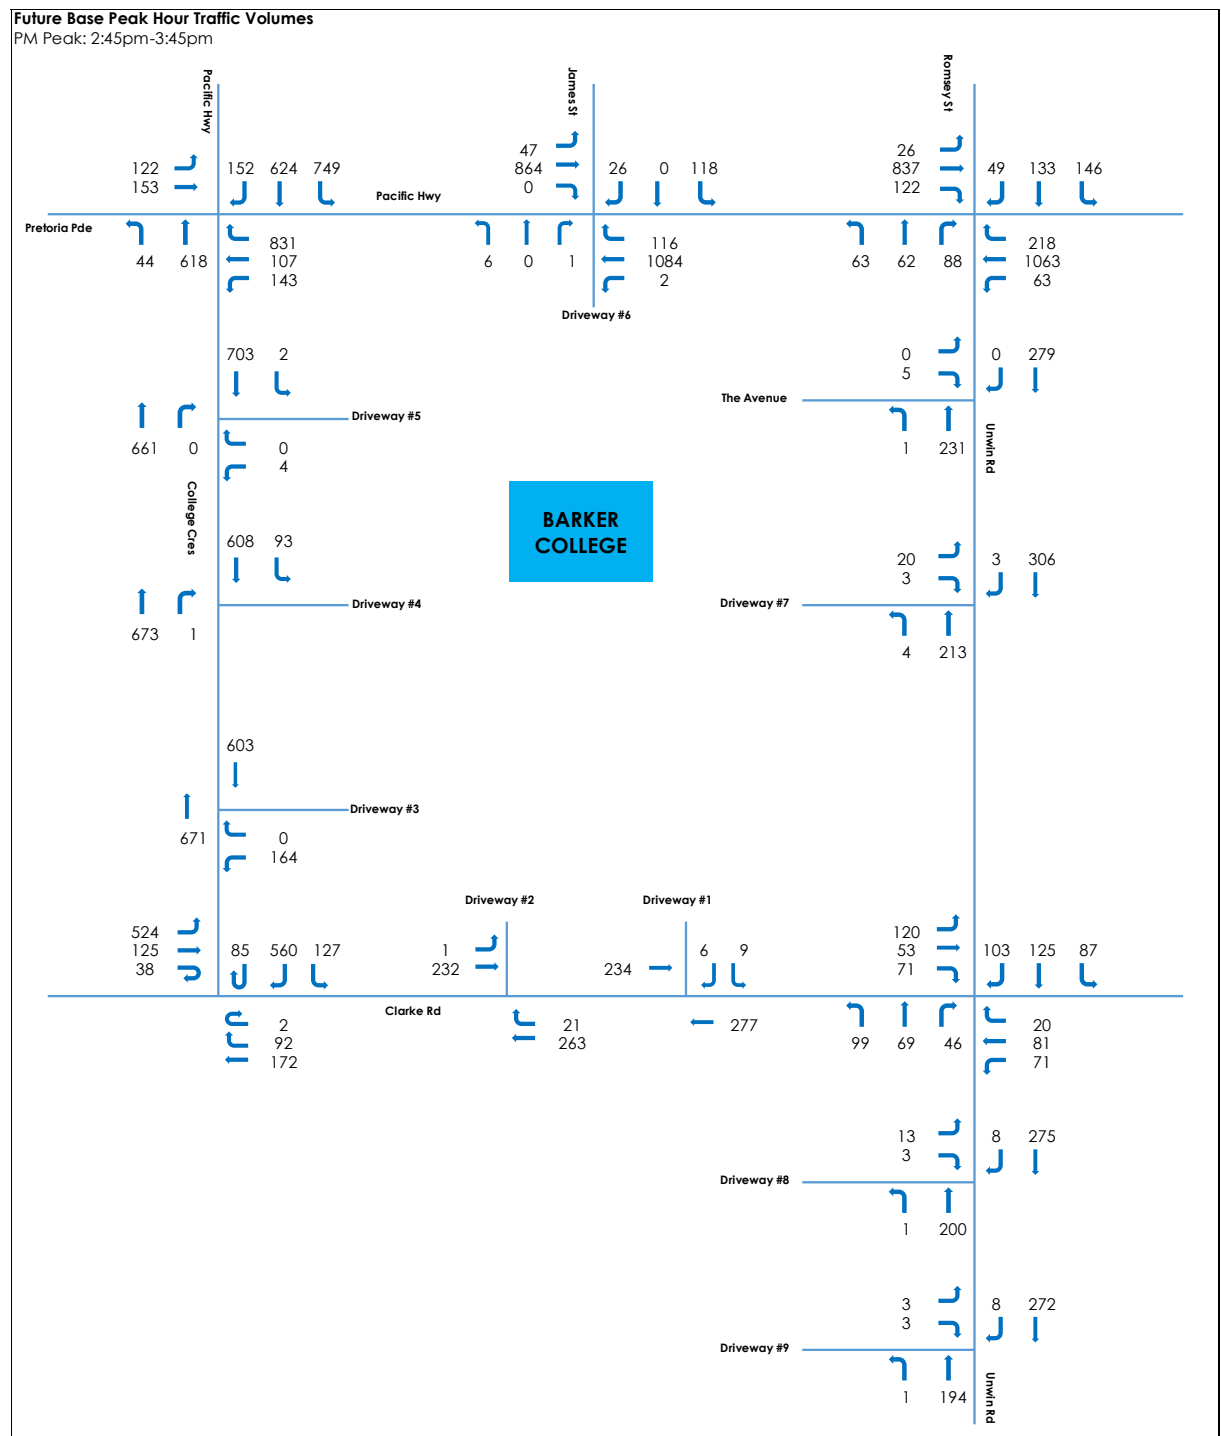 Future Base Peak Hour Traffic Volumes
PM Peak: 2:45pm-3:45pm
Pacific Hwy
James St
Romsey St
47
26
122
152 624 749
864
26 0 118
837
49 133 146
153
0
122
Pacific Hwy
Pretoria Pde
831
116
218
44 618
107
6 0 1
1084
63 62 88
1063
143
2
63
Driveway #6
703 2
0
0 279
5
The Avenue
Driveway #5
661 0
0
1 231
Unwin Rd
4
College Cres
BARKER
COLLEGE
608 93
20
3 306
3
Driveway #4
Driveway #7
673 1
4 213
603
Driveway #3
671
0
164
Driveway #2
Driveway #1
524
120
125
85 560 127
1
6 9
53
103 125 87
38
232
234
71
Clarke Rd
2
21
277
20
92
263
99 69 46
81
172
71
13
8 275
3
Driveway #8
1 200
3
8 272
3
Driveway #9
1 194
Unwin Rd